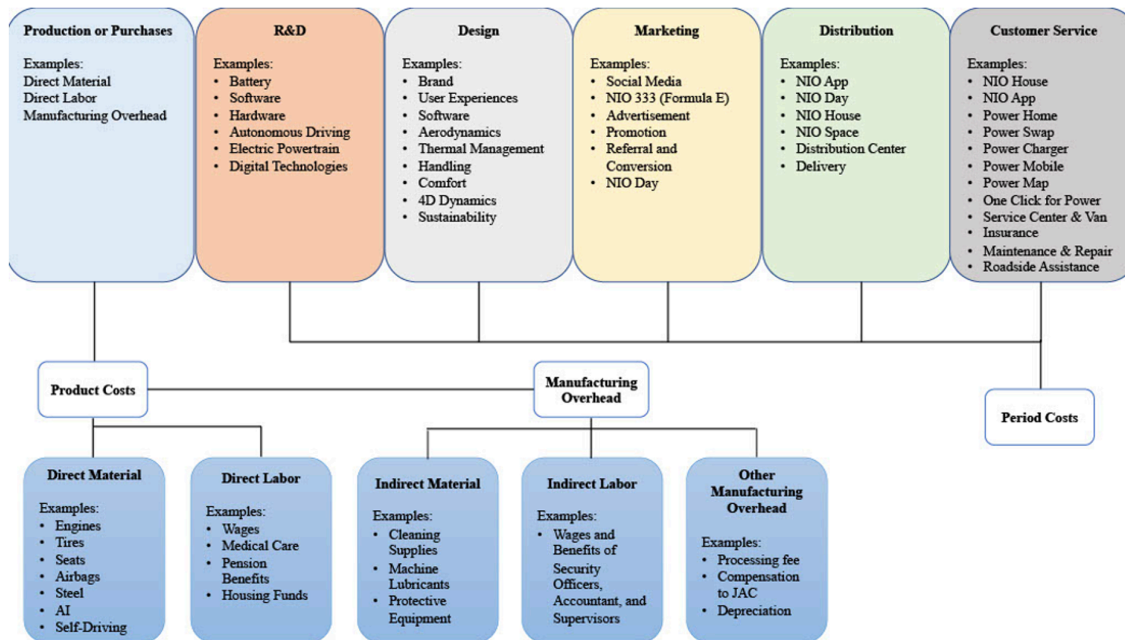 Production or Purchases
Examples:
Direct Material
Direct Labor
Manufacturing Overhead
R&D
Examples:
• Battery
• Software
• Hardware
• Autonomous Driving
• Electric Powertrain
• Digital Technologies
Design
Examples:
• Brand
• User Experiences
• Software
• Aerodynamics
• Thermal Management
• Handling
• Comfort
• 4D Dynamics
• Sustainability
Marketing
Examples:
• Social Media
• NIO 333 (Formula E)
• Advertisement
• Promotion
• Referral and
Conversion
• NIO Day
Distribution
Examples:
• NIO App
• NIO Day
• NIO House
• NIO Space
• Distribution Center
• Delivery
Customer Service
Examples:
• NIO House
• NIO App
• Power Home
• Power Swap
• Power Charger
• Power Mobile
• Power Map
• One Click for Power
• Service Center & Van
• Insurance
• Maintenance & Repair
• Roadside Assistance
Product Costs
Manufacturing
Overhead
Period Costs
Direct Material
Examples:
• Engines
• Tires
• Seats
• Airbags
• Steel
• AI
• Self-Driving
Direct Labor
Examples:
• Wages
• Medical Care
• Pension
Benefits
• Housing Funds
Indirect Material
Examples:
• Cleaning
Supplies
• Machine
Lubricants
• Protective
Equipment
Indirect Labor
Examples:
• Wages and
Benefits of
Security
Officers,
Accountant, and
Supervisors
Other
Manufacturing
Overhead
Examples:
• Processing fee
• Compensation
to JAC
• Depreciation